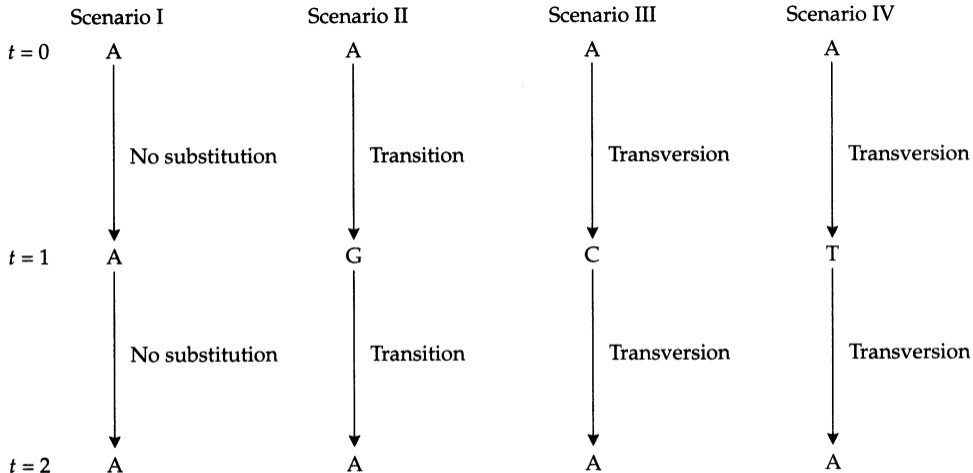 Scenario I Scenario II Scenario III Scenario IV
t = 0 A A A A
No substitution Transition Transversion Transversion
t = 1 A G C T
No substitution Transition Transversion Transversion
t = 2 A A A A